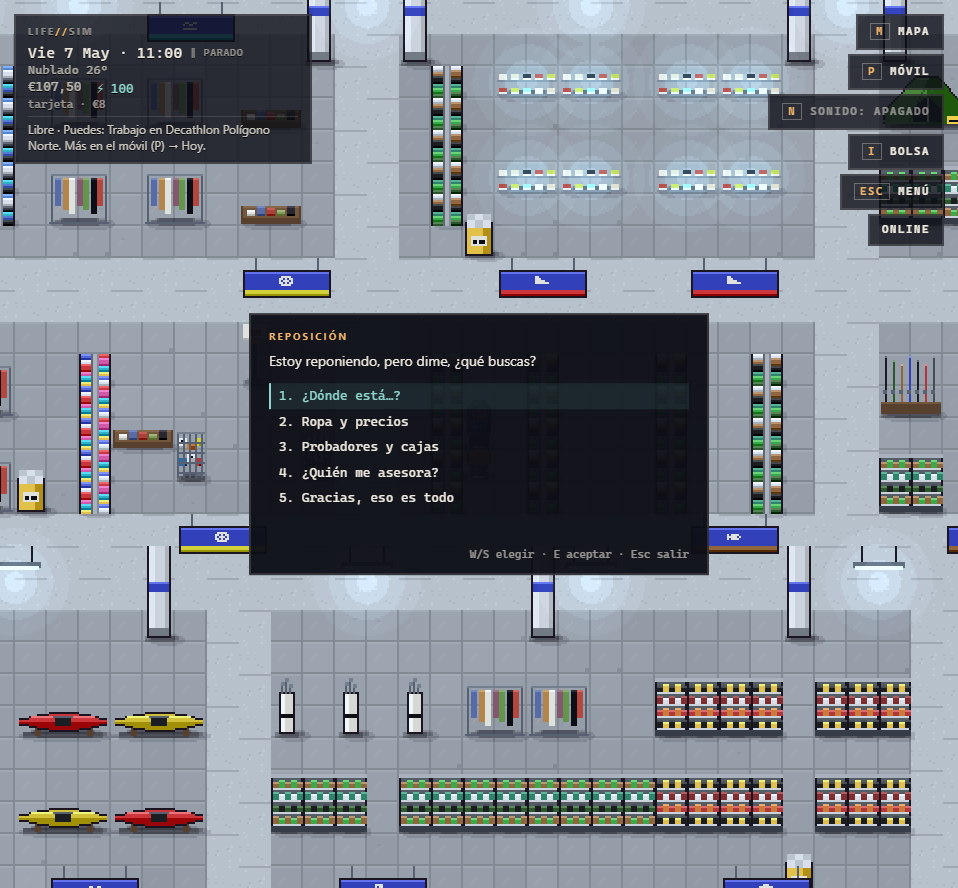 LIFE//SIM
Vie 7 May · 11:00 ‖ PARADO
Nublado 26º
€107,50 ⚡ 100
tarjeta · €8
Libre · Puedes: Trabajo en Decathlon Polígono
Norte. Más en el móvil (P) → Hoy.
M MAPA
P MÓVIL
N SONIDO: APAGADO
I BOLSA
ESC MENÚ
ONLINE
REPOSICIÓN
Estoy reponiendo, pero dime, ¿qué buscas?
1. ¿Dónde está…?
2. Ropa y precios
3. Probadores y cajas
4. ¿Quién me asesora?
5. Gracias, eso es todo
W/S elegir · E aceptar · Esc salir